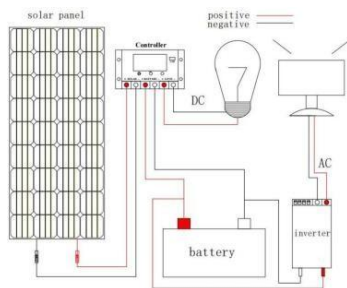 solar panel
positive
negative
Controller
DC
AC
battery
inverter